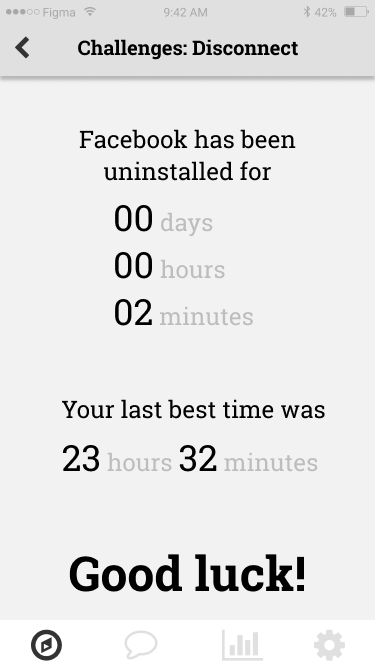 Figma 9:42 AM 42%
Challenges: Disconnect
Facebook has been
uninstalled for
00 days
00 hours
02 minutes
Your last best time was
23 hours 32 minutes
Good luck!